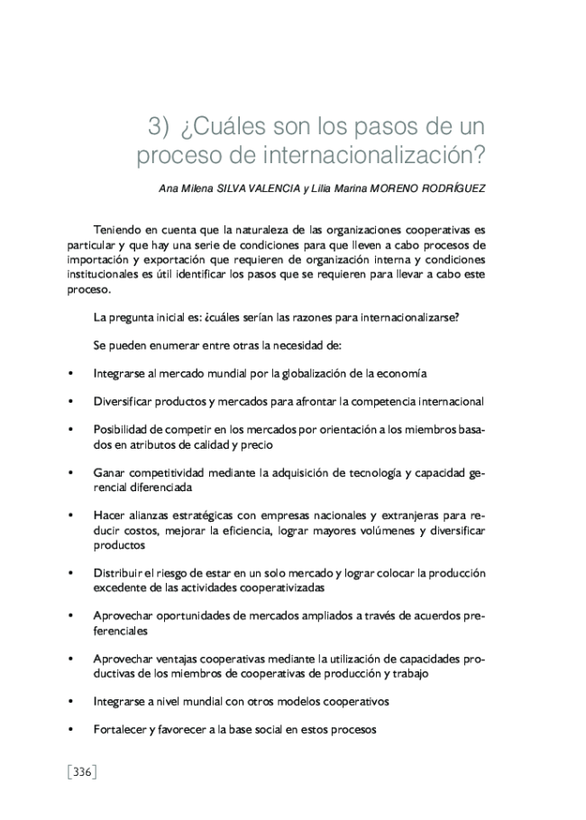 3) ¿Cuáles son los pasos de un
proceso de internacionalización?
Ana Milena SILVA VALENCIA y Lilia Marina MORENO RODRÍGUEZ
Teniendo en cuenta que la naturaleza de las organizaciones cooperativas es
particular y que hay una serie de condiciones para que lleven a cabo procesos de
importación y exportación que requieren de organización interna y condiciones
institucionales es útil identificar los pasos que se requieren para llevar a cabo este
proceso.
La pregunta inicial es: ¿cuáles serían las razones para internacionalizarse?
Se pueden enumerar entre otras la necesidad de:
• Integrarse al mercado mundial por la globalización de la economía
• Diversificar productos y mercados para afrontar la competencia internacional
• Posibilidad de competir en los mercados por orientación a los miembros basa-
dos en atributos de calidad y precio
• Ganar competitividad mediante la adquisición de tecnología y capacidad ge-
rencial diferenciada
• Hacer alianzas estratégicas con empresas nacionales y extranjeras para re-
ducir costos, mejorar la eficiencia, lograr mayores volúmenes y diversificar
productos
• Distribuir el riesgo de estar en un solo mercado y lograr colocar la producción
excedente de las actividades cooperativizadas
• Aprovechar oportunidades de mercados ampliados a través de acuerdos pre-
ferenciales
• Aprovechar ventajas cooperativas mediante la utilización de capacidades pro-
ductivas de los miembros de cooperativas de producción y trabajo
• Integrarse a nivel mundial con otros modelos cooperativos
• Fortalecer y favorecer a la base social en estos procesos
[336]